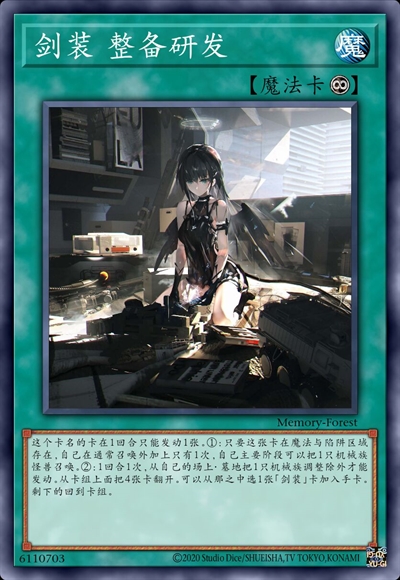 剑装 整备研发
魔
【魔法卡♾】
Memory-Forest
这个卡名的卡在1回合只能发动1张。①:只要这张卡在魔法与陷阱区域
存在,自己在通常召唤外加上只有1次,自己主要阶段可以把1只机械族
怪兽召唤。②:1回合1次,从自己的场上·墓地把1只机械族调整除外才能
发动。从卡组上面把4张卡翻开。可以从那之中选1张「剑装」卡加入手卡。
剩下的回到卡组。
6110703
©2020 Studio Dice/SHUEISHA,TV TOKYO,KONAMI